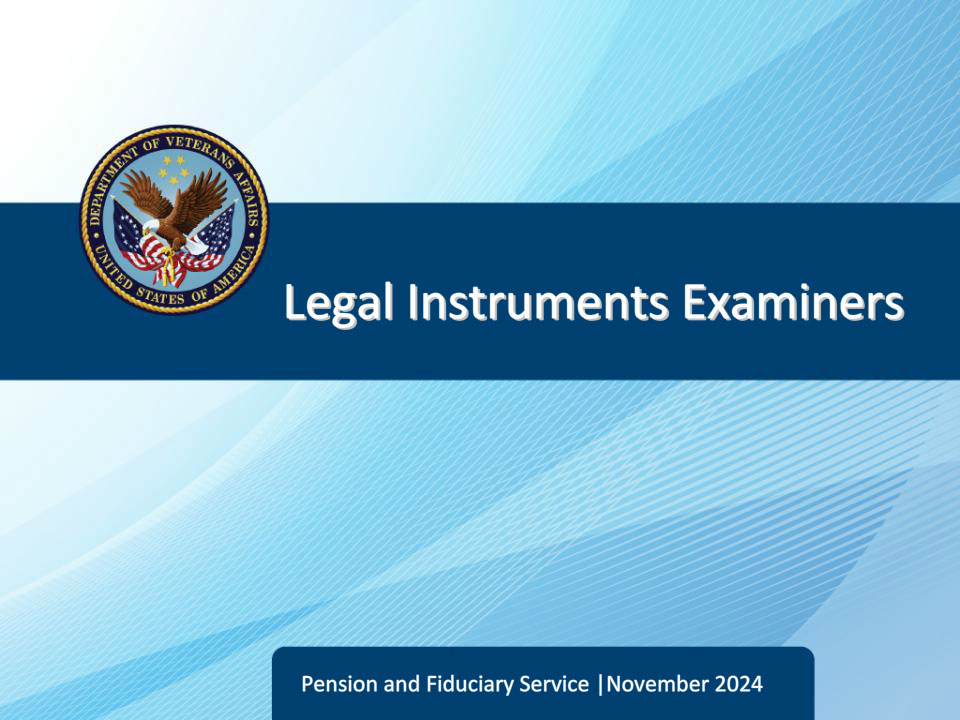 DEPARTMENT OF VETERANS AFFAIRS
UNITED STATES OF AMERICA
Legal Instruments Examiners
Pension and Fiduciary Service |November 2024